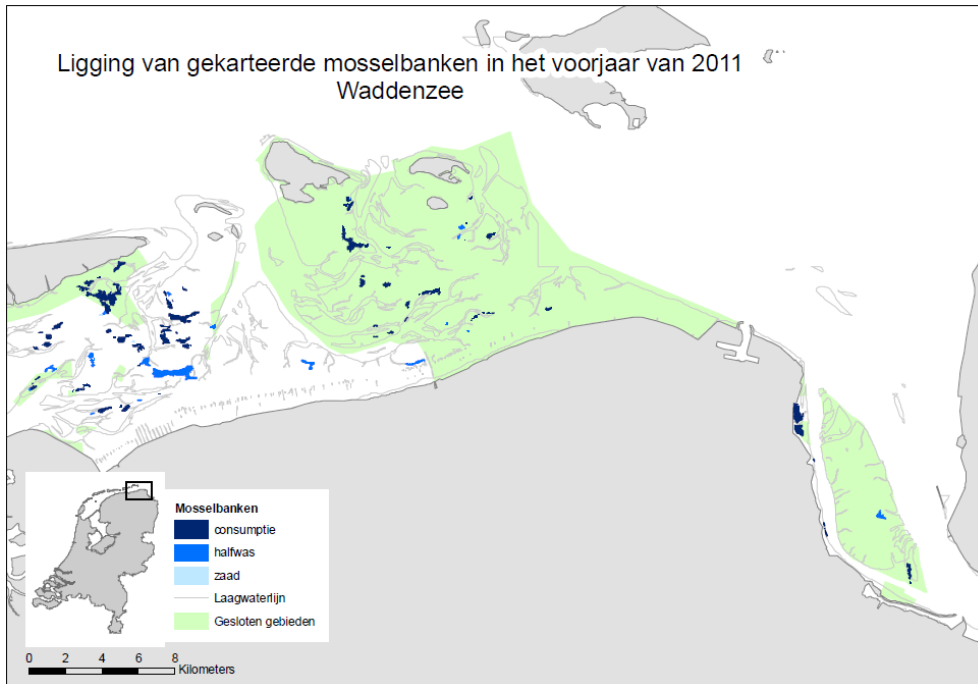 Ligging van gekarteerde mosselbanken in het voorjaar van 2011
Waddenzee
Mosselbanken
consumptie
halfwas
zaad
Laagwaterlijn
Gesloten gebieden
0 2 4 6 8
Kilometers